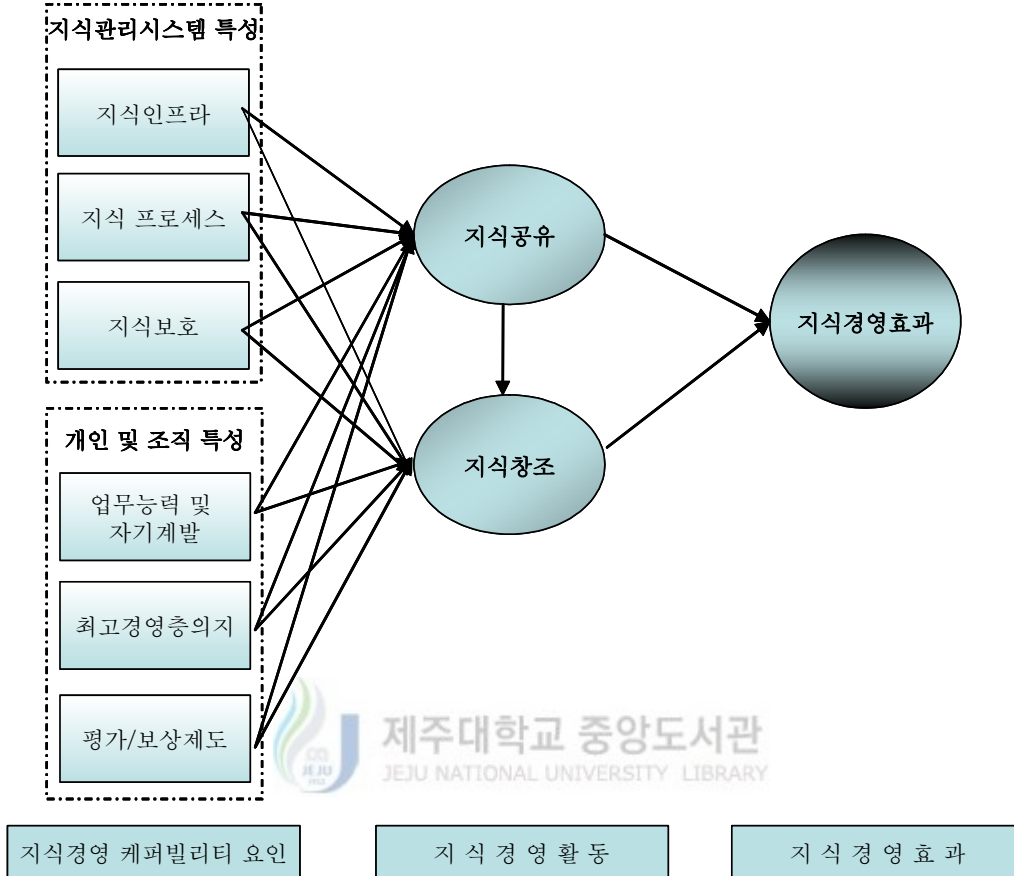 지식관리시스템 특성
지식인프라
지식 프로세스
지식보호
개인 및 조직 특성
업무능력 및
자기계발
최고경영층의지
평가/보상제도
지식공유
지식창조
지식경영효과
제주대학교 중앙도서관
JEJU NATIONAL UNIVERSITY LIBRARY
JEJU
1952
지식경영 케퍼빌리티 요인
지 식 경 영 활 동
지 식 경 영 효 과